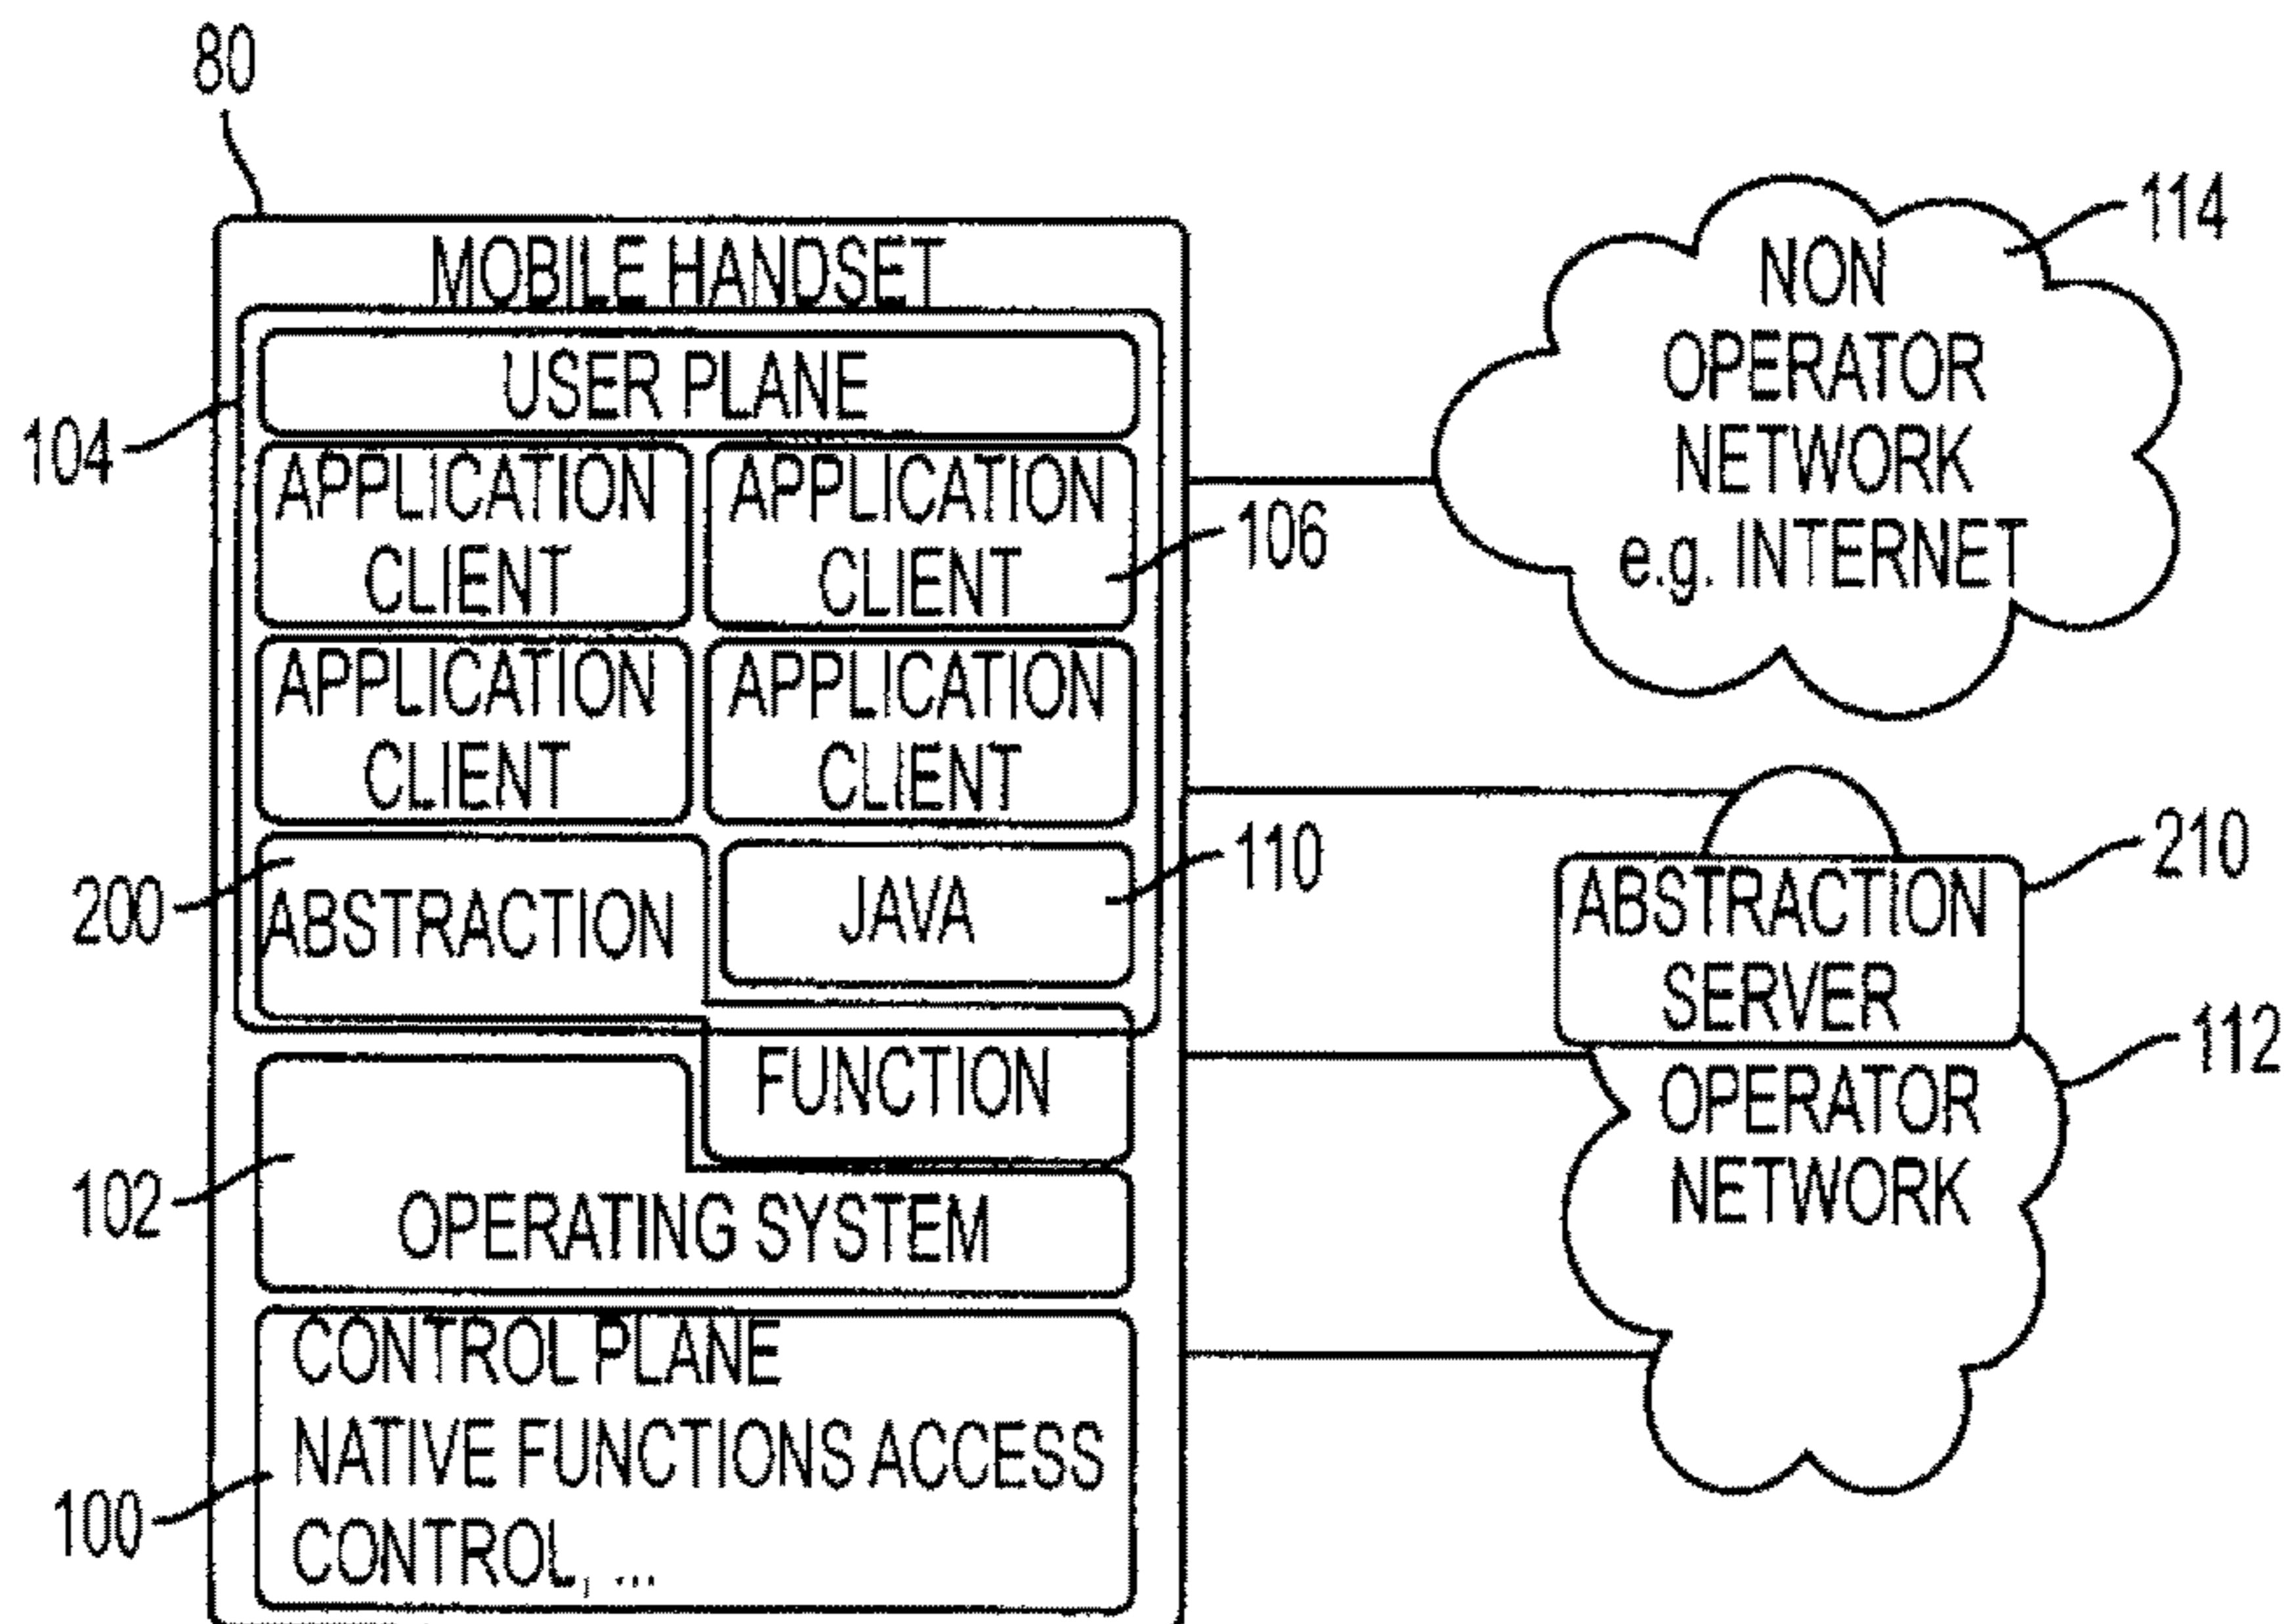 80
MOBILE HANDSET
USER PLANE
104
APPLICATION
CLIENT
APPLICATION
CLIENT
106
APPLICATION
CLIENT
APPLICATION
CLIENT
200
ABSTRACTION
JAVA
110
FUNCTION
102
OPERATING SYSTEM
CONTROL PLANE
NATIVE FUNCTIONS ACCESS
CONTROL, ...
100
NON
OPERATOR
NETWORK
e.g. INTERNET
114
ABSTRACTION
SERVER
210
OPERATOR
NETWORK
112